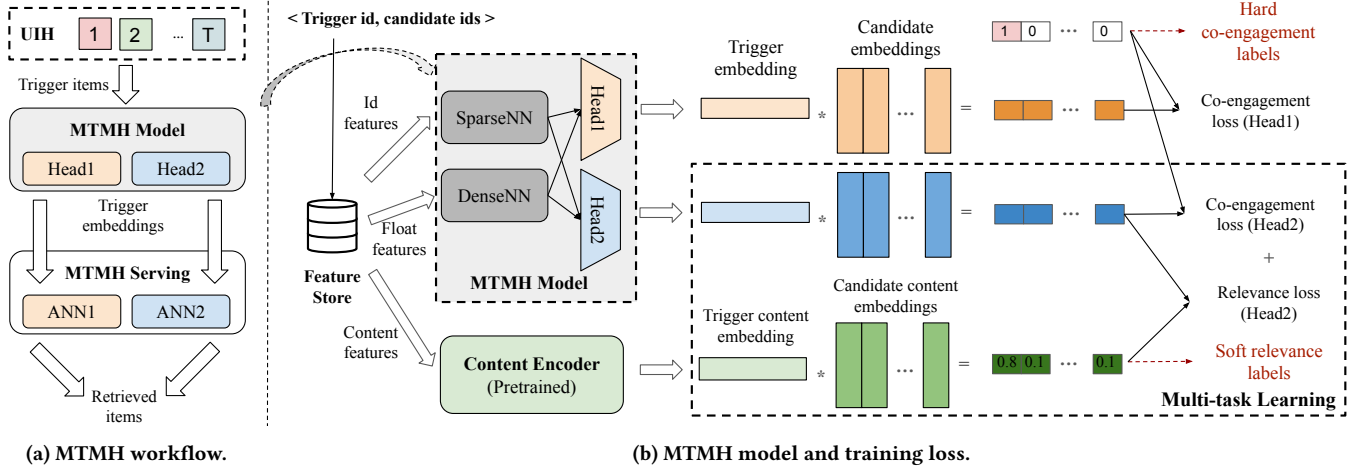 UIH
1
2
...
T
Trigger items
MTMH Model
Head1
Head2
Trigger
embeddings
MTMH Serving
ANN1
ANN2
Retrieved
items
(a) MTMH workflow.
< Trigger id, candidate ids >
Id
features
Float
features
Feature
Store
Content
features
SparseNN
DenseNN
Head1
Head2
MTMH Model
Content Encoder
(Pretrained)
Trigger
embedding
Candidate
embeddings
*
...
=
1
0
...
0
...
Hard
co-engagement
labels
Co-engagement
loss (Head1)
*
...
=
...
Co-engagement
loss (Head2)
+
Relevance loss
(Head2)
Trigger content
embedding
Candidate content
embeddings
*
...
=
0.8
0.1
...
0.1
Soft relevance
labels
Multi-task Learning
(b) MTMH model and training loss.